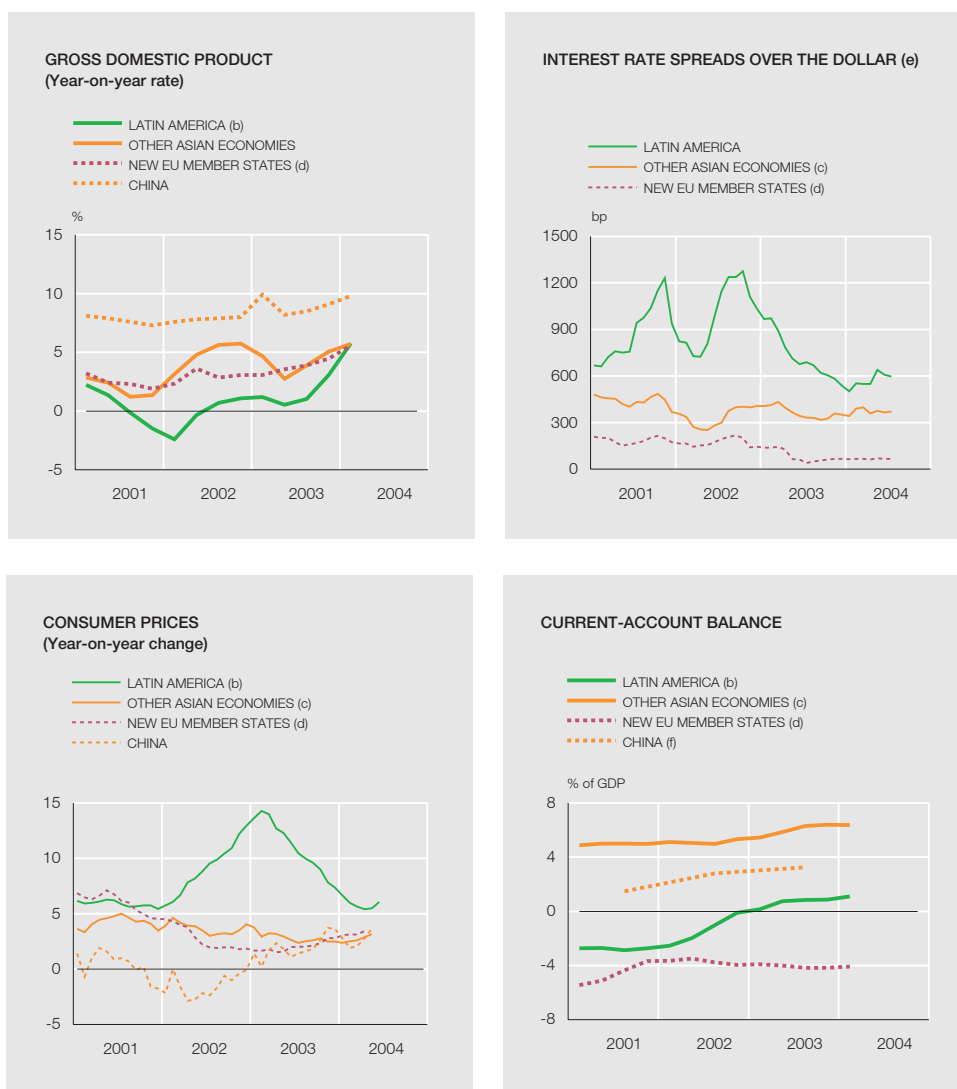 GROSS DOMESTIC PRODUCT
(Year-on-year rate)
LATIN AMERICA (b)
OTHER ASIAN ECONOMIES
NEW EU MEMBER STATES (d)
CHINA
%
15
10
5
0
-5
2001 2002 2003 2004
INTEREST RATE SPREADS OVER THE DOLLAR (e)
LATIN AMERICA
OTHER ASIAN ECONOMIES (c)
NEW EU MEMBER STATES (d)
bp
1500
1200
900
600
300
0
2001 2002 2003 2004
CONSUMER PRICES
(Year-on-year change)
LATIN AMERICA (b)
OTHER ASIAN ECONOMIES (c)
NEW EU MEMBER STATES (d)
CHINA
15
10
5
0
-5
2001 2002 2003 2004
CURRENT-ACCOUNT BALANCE
LATIN AMERICA (b)
OTHER ASIAN ECONOMIES (c)
NEW EU MEMBER STATES (d)
CHINA (f)
% of GDP
8
4
0
-4
-8
2001 2002 2003 2004